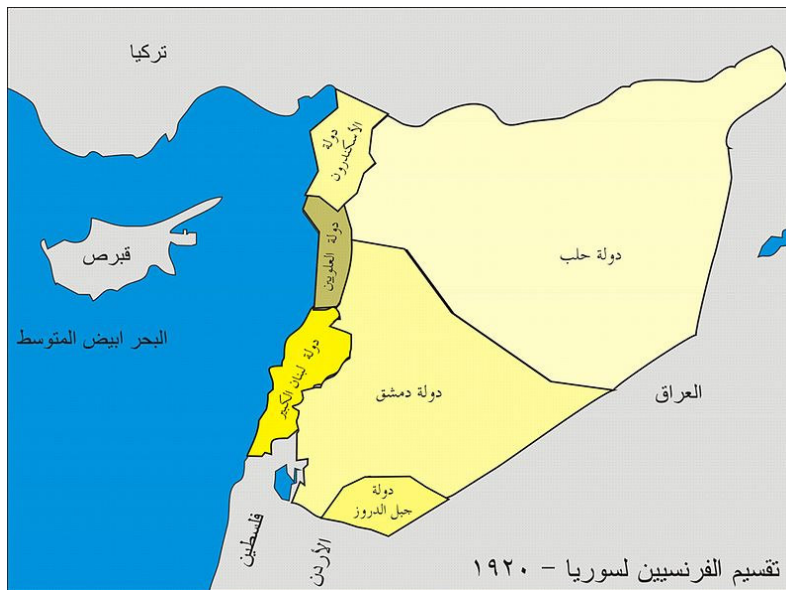 تركيا
دولة
الأسكندرون
قبرص
دولة العلويين
دولة حلب
البحر ابيض المتوسط
دولة لبنان الكبير
دولة دمشق
العراق
دولة
جبل الدروز
فلسطين
الأردن
تقسيم الفرنسيين لسوريا - ١٩٢٠